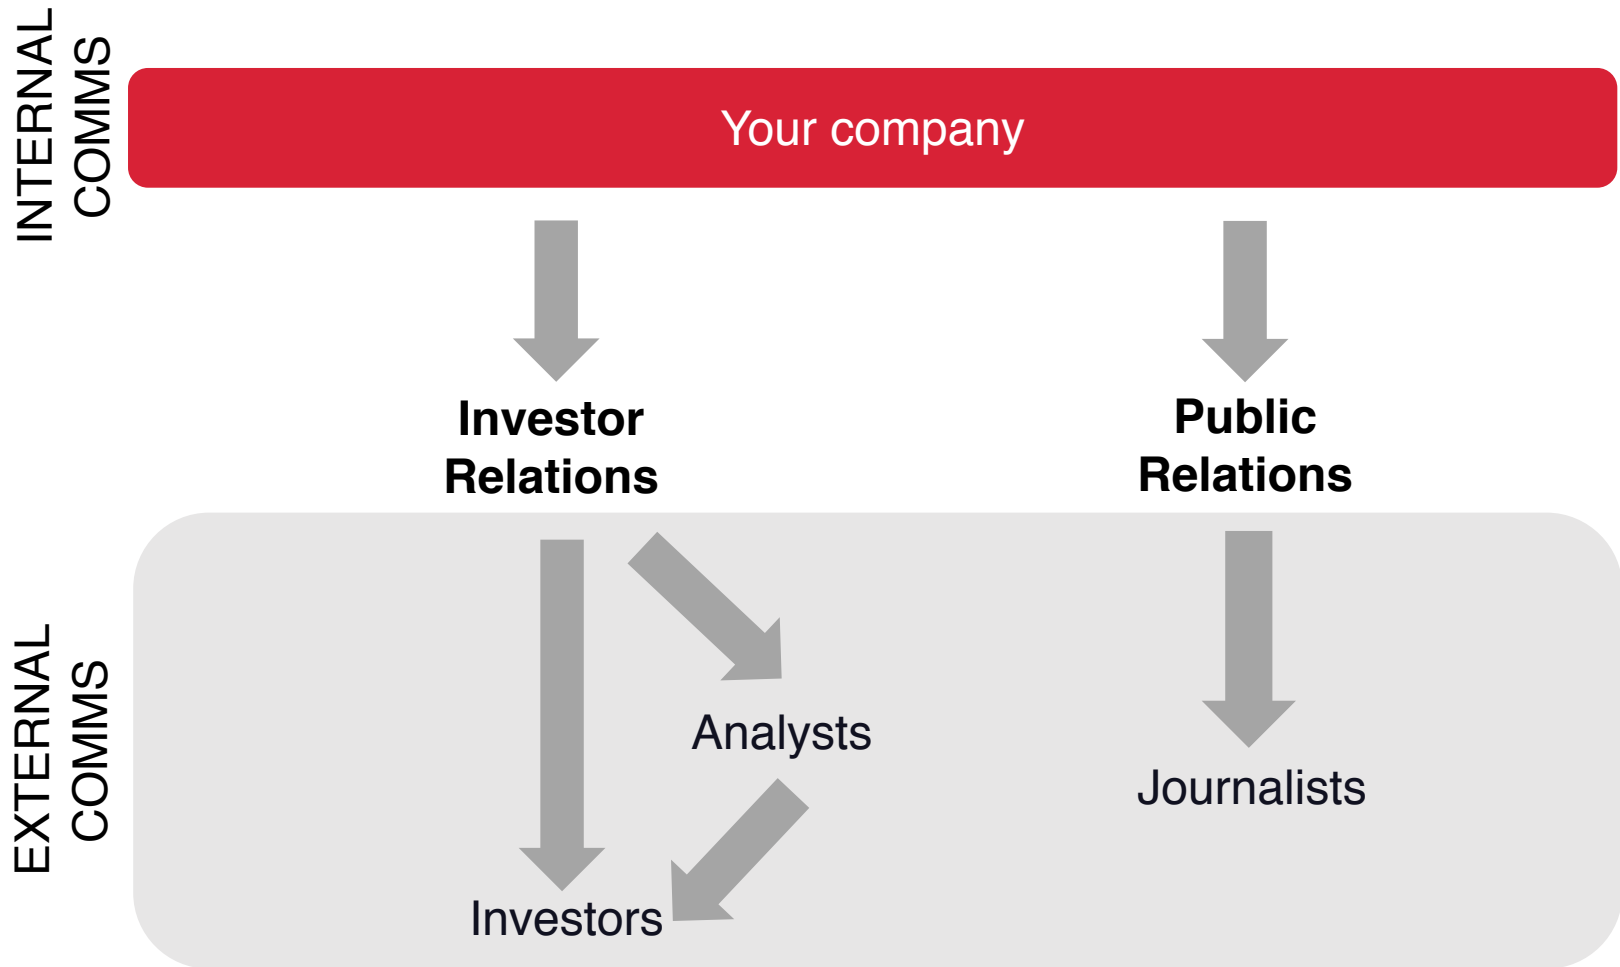 INTERNAL
COMMS
Your company
Investor
Relations
Public
Relations
EXTERNAL
COMMS
Analysts
Journalists
Investors